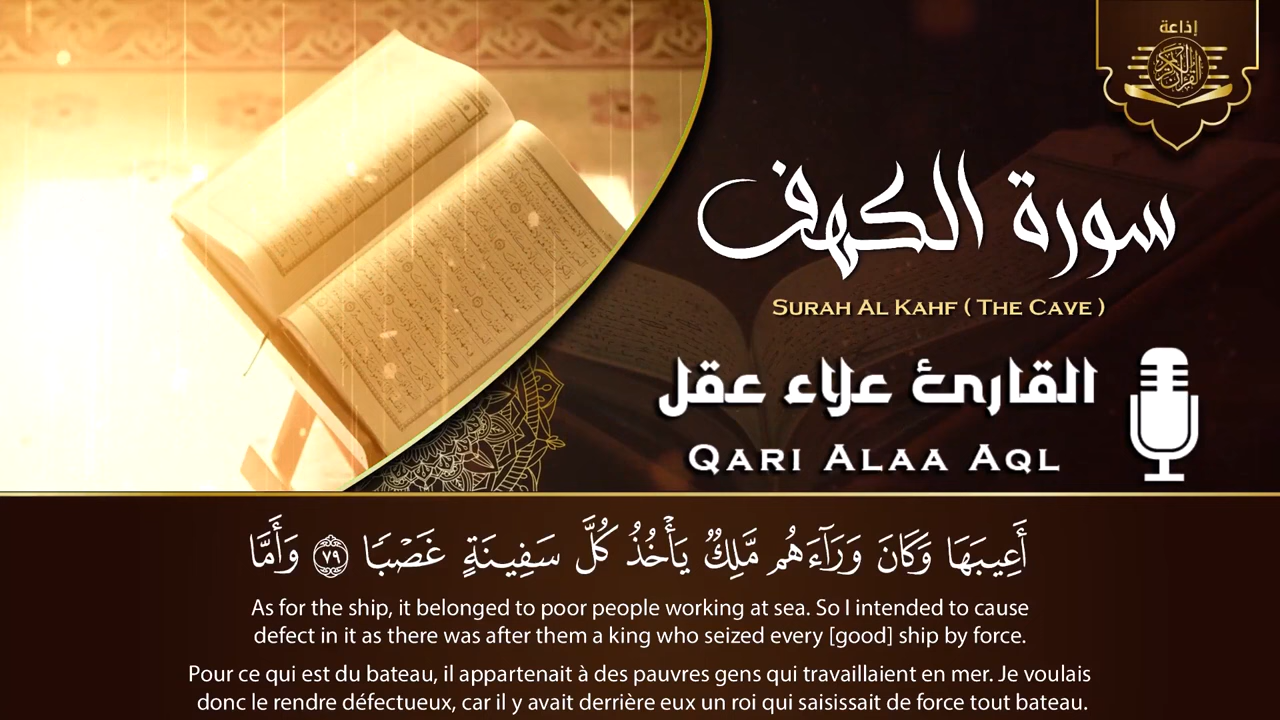 إذاعة
القرآن الكريم
سورة الكهف
SURAH AL KAHF ( THE CAVE )
القارئ علاء عقل
QARI ALAA AQL
أَعِيبَهَا وَكَانَ وَرَآءَهُم مَّلِكٌ يَأْخُذُ كُلَّ سَفِينَةٍ غَصْبًا ٧٩ وَأَمَّا
As for the ship, it belonged to poor people working at sea. So I intended to cause
defect in it as there was after them a king who seized every [good] ship by force.
Pour ce qui est du bateau, il appartenait à des pauvres gens qui travaillaient en mer. Je voulais
donc le rendre défectueux, car il y avait derrière eux un roi qui saisissait de force tout bateau.